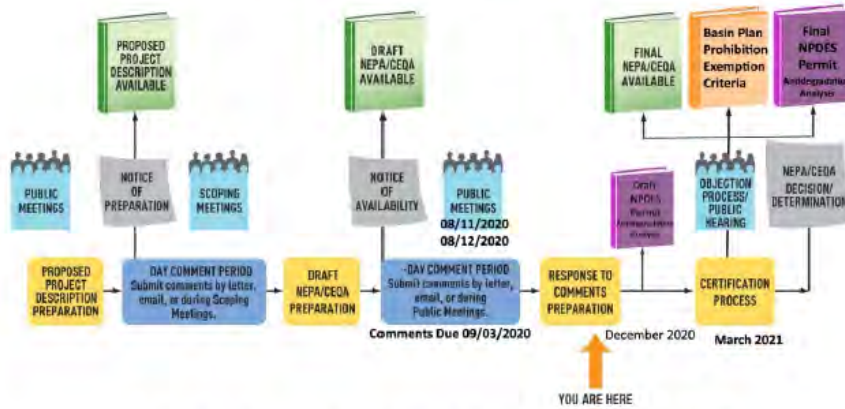 PROPOSED
PROJECT
DESCRIPTION
AVAILABLE
DRAFT
NEPA/CEQA
AVAILABLE
FINAL
NEPA/CEQA
AVAILABLE
Basin Plan
Prohibition
Exemption
Criteria
Final
NPDES
Permit
Antidegradation
Analyses
PUBLIC
MEETINGS
NOTICE
OF
PREPARATION
SCOPING
MEETINGS
NOTICE
OF
AVAILABILITY
PUBLIC
MEETINGS
08/11/2020
08/12/2020
Draft
NPDES
Permit
OBJECTION
PROCESS/
PUBLIC
HEARING
NEPA/CEQA
DECISION/
DETERMINATION
PROPOSED
PROJECT
DESCRIPTION
PREPARATION
-DAY COMMENT PERIOD
Submit comments by letter,
email, or during Scoping
Meetings.
DRAFT
NEPA/CEQA
PREPARATION
-DAY COMMENT PERIOD
Submit comments by letter,
email, or during
Public Meetings.
RESPONSE TO
COMMENTS
PREPARATION
CERTIFICATION
PROCESS
Comments Due 09/03/2020
December 2020
March 2021
YOU ARE HERE